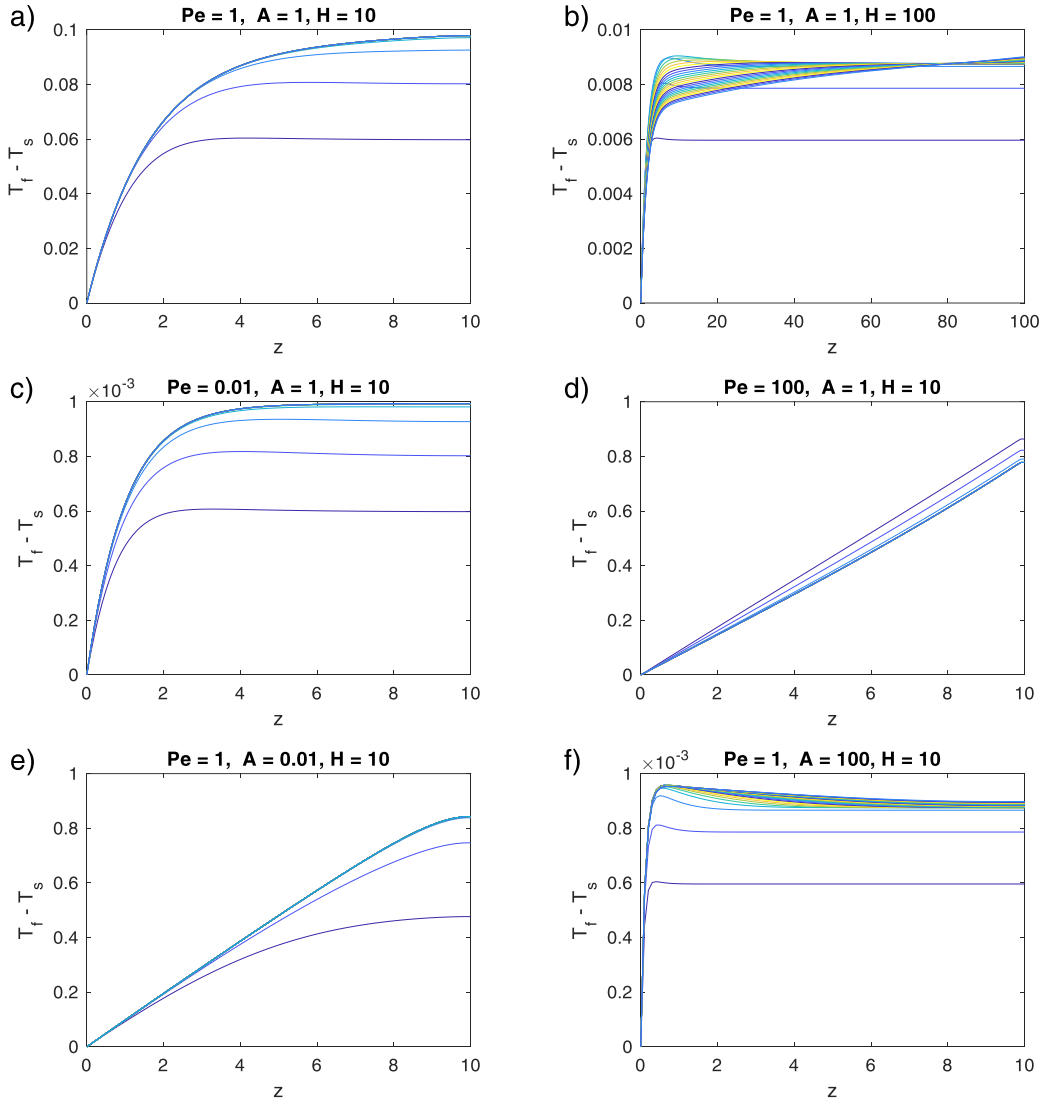 a)
Pe = 1, A = 1, H = 10
0.1
0.08
0.06
0.04
0.02
0
T_f - T_s
0 2 4 6 8 10
z
b)
Pe = 1, A = 1, H = 100
0.01
0.008
0.006
0.004
0.002
0
T_f - T_s
0 20 40 60 80 100
z
c)
×10^-3
Pe = 0.01, A = 1, H = 10
1
0.8
0.6
0.4
0.2
0
T_f - T_s
0 2 4 6 8 10
z
d)
Pe = 100, A = 1, H = 10
1
0.8
0.6
0.4
0.2
0
T_f - T_s
0 2 4 6 8 10
z
e)
Pe = 1, A = 0.01, H = 10
1
0.8
0.6
0.4
0.2
0
T_f - T_s
0 2 4 6 8 10
z
f)
×10^-3
Pe = 1, A = 100, H = 10
1
0.8
0.6
0.4
0.2
0
T_f - T_s
0 2 4 6 8 10
z